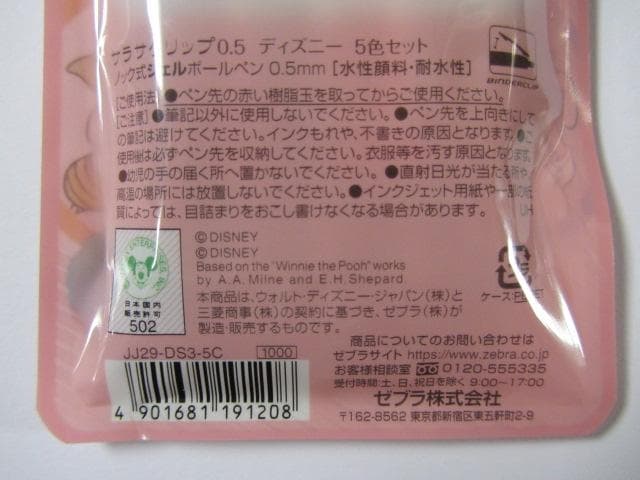 サラサクリップ0.5 ディズニー 5色セット
ノック式ジェルボールペン 0.5mm [水性顔料・耐水性]
BINDERCLIP
[ご使用法] ●ペン先の赤い樹脂玉を取ってからご使用ください。
[ご注意] ●筆記以外に使用しないでください。 ●ペン先を上向きにして
の筆記は避けてください。インクもれや、不書きの原因となります。●ご
使用後は必ずペン先を収納してください。衣服等を汚す原因となります。
●幼児の手の届く所へ置かないでください。 ●直射日光が当たる所や、
高温の場所には放置しないでください。 ●インクジェット用紙や一部の紙
質によっては、目詰まりをおこし書けなくなる場合があります。 UH
©DISNEY
©DISNEY
Based on the "Winnie the Pooh" works
by A.A. Milne and E.H. Shepard.
日本国内
販売許可
502
本商品は、ウォルト・ディズニー・ジャパン(株)と
三菱商事(株)の契約に基づき、ゼブラ(株)が
製造・販売するものです。
ケース:P
JJ29-DS3-5C 1000
4 901681 191208
商品についてのお問い合わせは
ゼブラサイト https://www.zebra.co.jp
お客様相談室 0120-555335
受付時間:土、日、祝日を除く 9:00~17:00
ゼブラ株式会社
〒162-8562 東京都新宿区東五軒町2-9